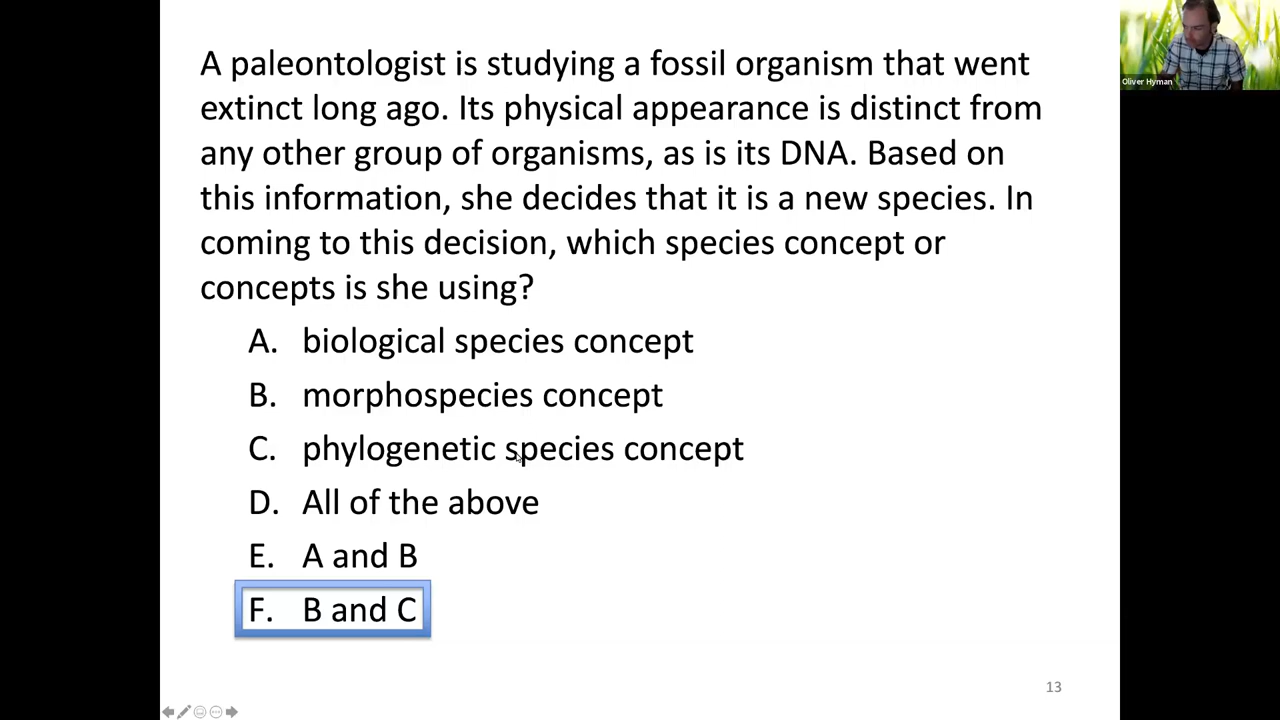 A paleontologist is studying a fossil organism that went
extinct long ago. Its physical appearance is distinct from
any other group of organisms, as is its DNA. Based on
this information, she decides that it is a new species. In
coming to this decision, which species concept or
concepts is she using?
A. biological species concept
B. morphospecies concept
C. phylogenetic species concept
D. All of the above
E. A and B
F. B and C
13
Oliver Hyman